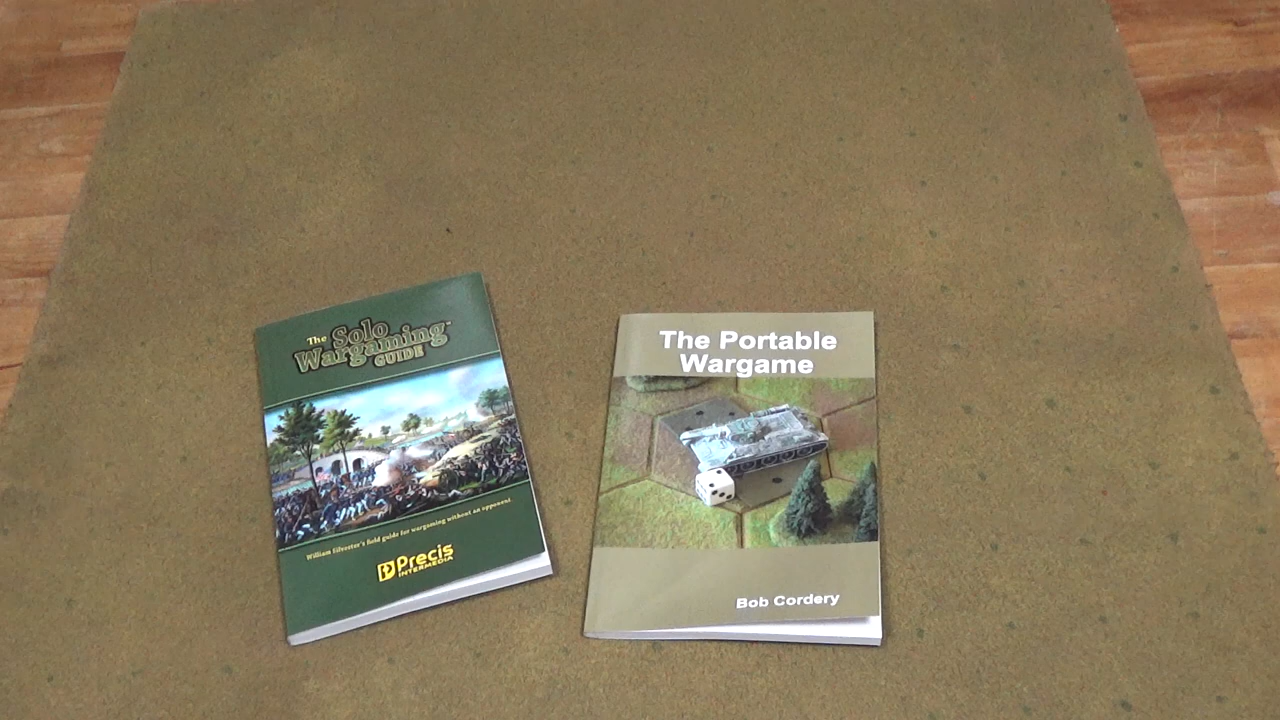 The Solo
Wargaming™
GUIDE
William Silvester's field guide for wargaming without an opponent
Precis
INTERMEDIA
The Portable
Wargame
Bob Cordery